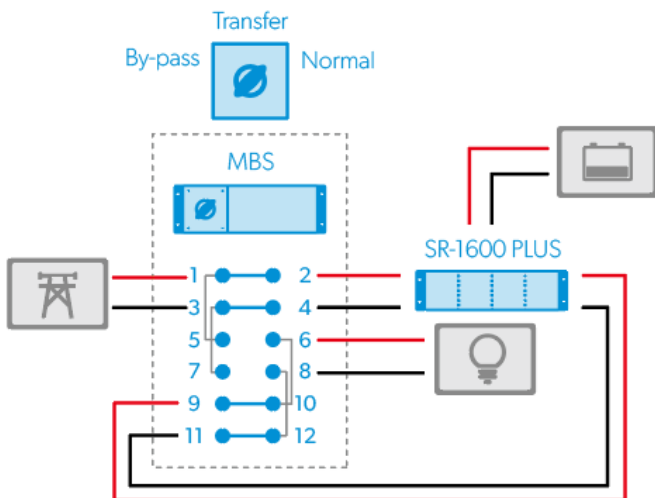 Transfer
By-pass
Normal
MBS
SR-1600 PLUS
1 2
3 4
5 6
7 8
9 10
11 12